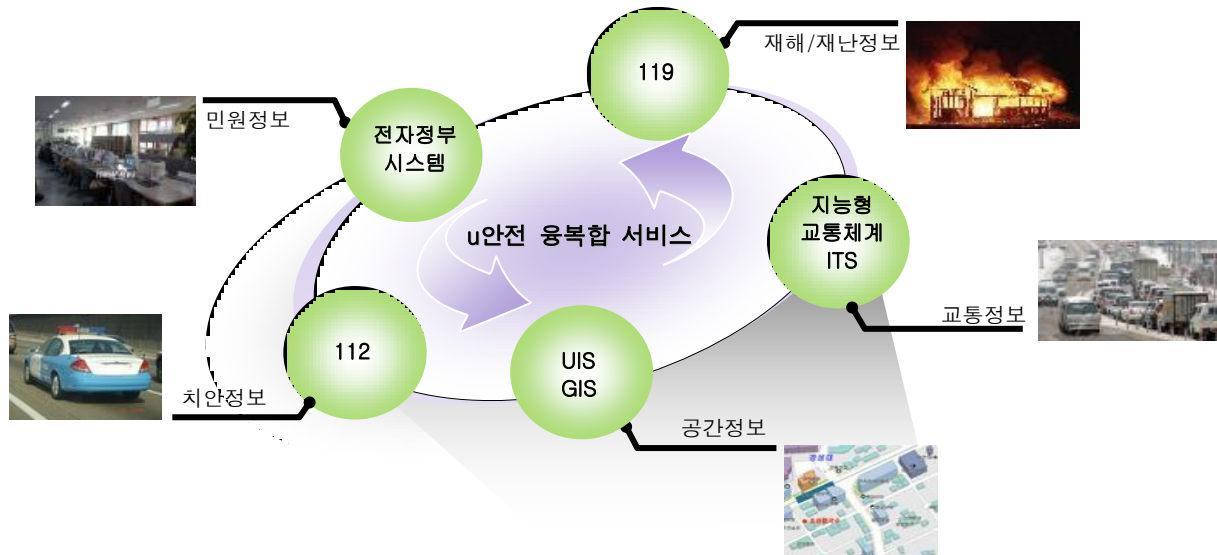 재해/재난정보
119
민원정보
전자정부
시스템
지능형
교통체계
ITS
u안전 융복합 서비스
교통정보
112
UIS
GIS
치안정보
공간정보